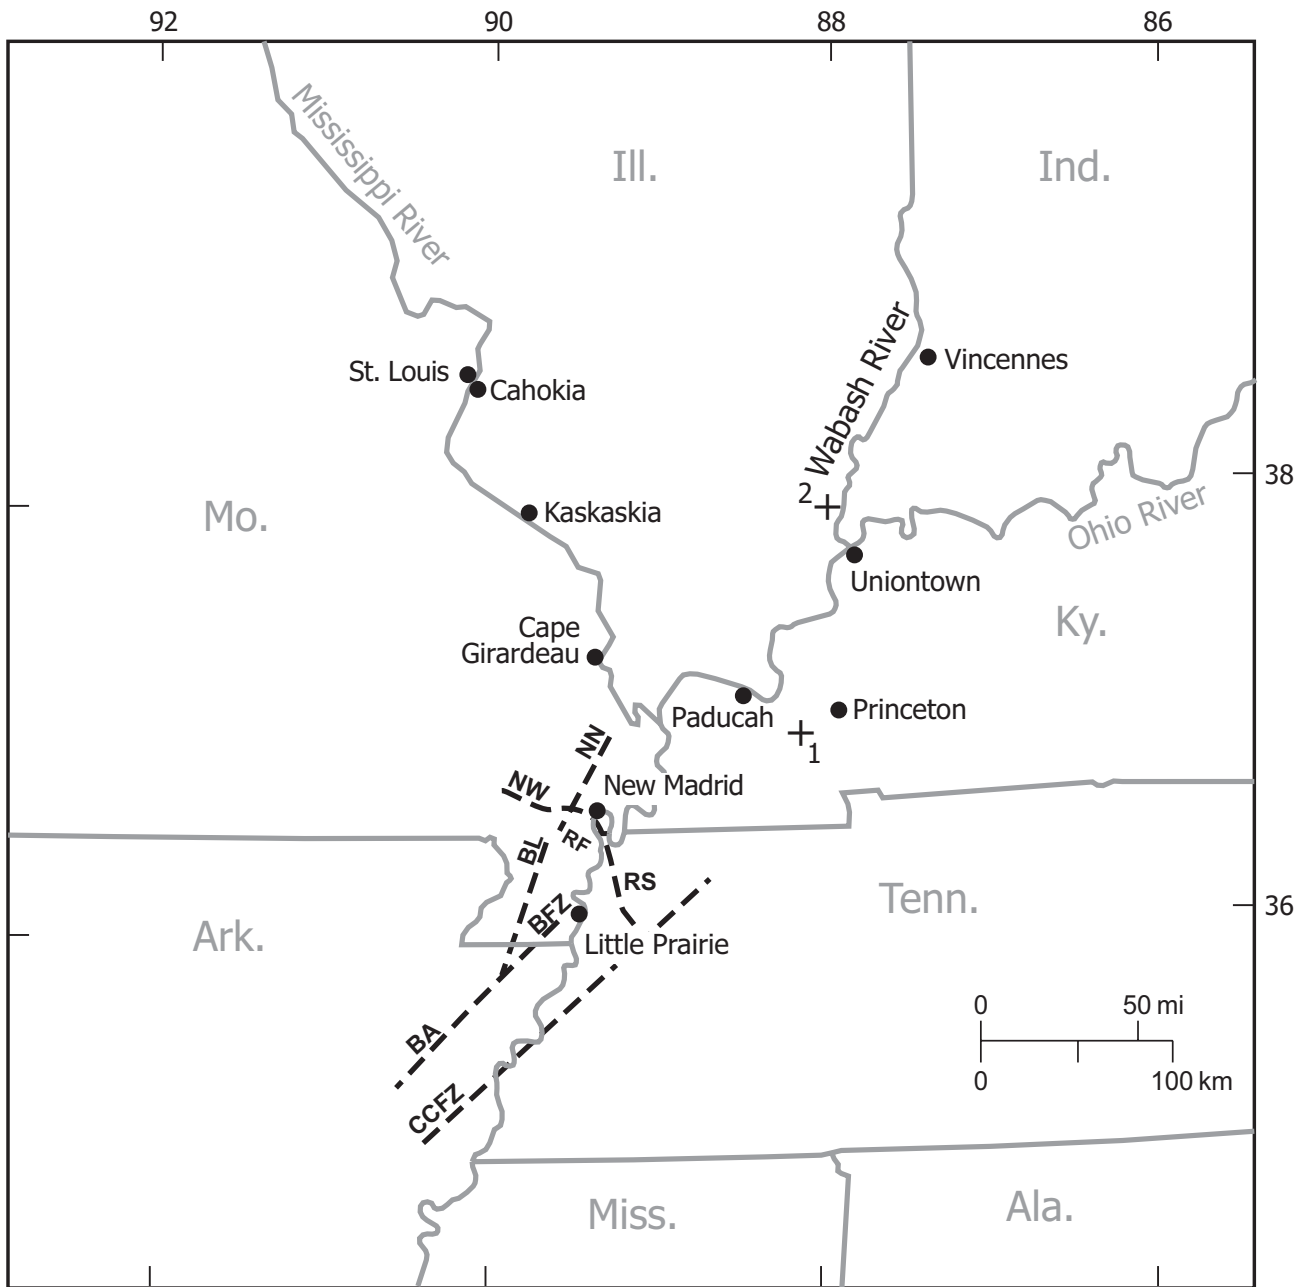 92 90 88 86
Mississippi River
Ill.
Ind.
Wabash River
Vincennes
St. Louis
Cahokia
38
2
Kaskaskia
Mo.
Ohio River
Uniontown
Ky.
Cape
Girardeau
Paducah
Princeton
1
NN
NW
New Madrid
RF
BL
RS
BFZ
Tenn.
36
Ark.
Little Prairie
0 50 mi
BA
0 100 km
CCFZ
Miss.
Ala.